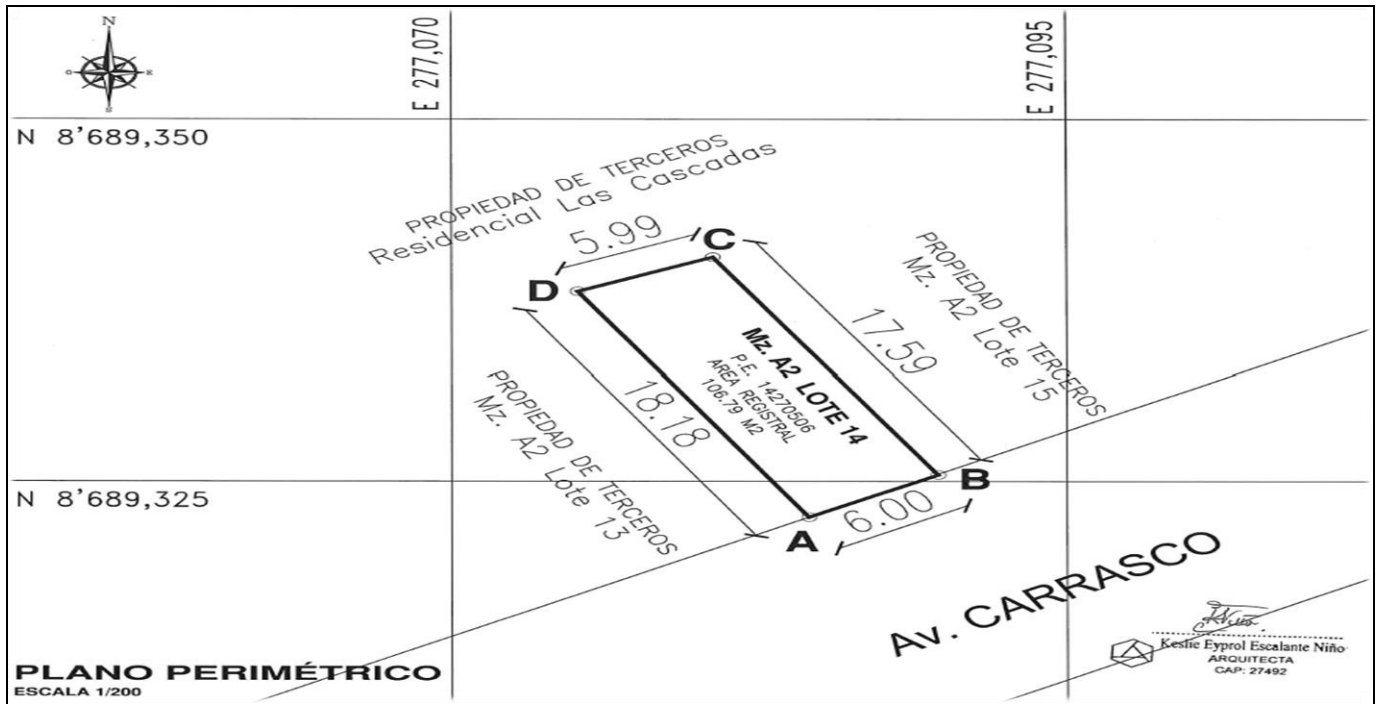 N
O
E
S
E 277,070
E 277,095
N 8'689,350
PROPIEDAD DE TERCEROS
Residencial Las Cascadas
5.99
C
D
PROPIEDAD DE TERCEROS
Mz. A2 Lote 15
17.59
Mz. A2 LOTE 14
P.E. 14270506
AREA REGISTRAL
106.79 M2
18.18
PROPIEDAD DE TERCEROS
Mz. A2 Lote 13
N 8'689,325
B
A
6.00
Av. CARRASCO
Keslie Eyprol Escalante Niño
ARQUITECTA
CAP: 27492
PLANO PERIMÉTRICO
ESCALA 1/200